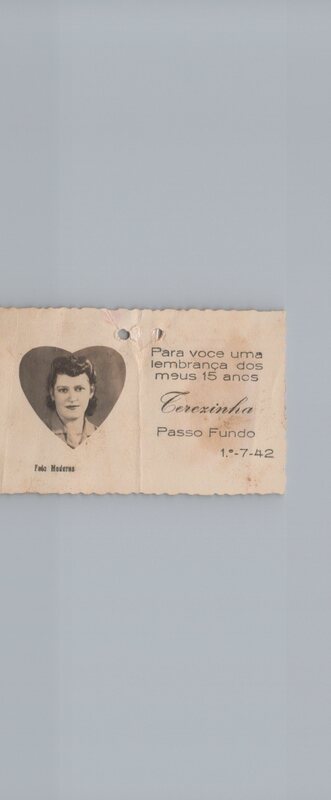 Para voce uma
lembrança dos
meus 15 anos
Terezinha
Passo Fundo
1.º-7-42
Foto Moderna